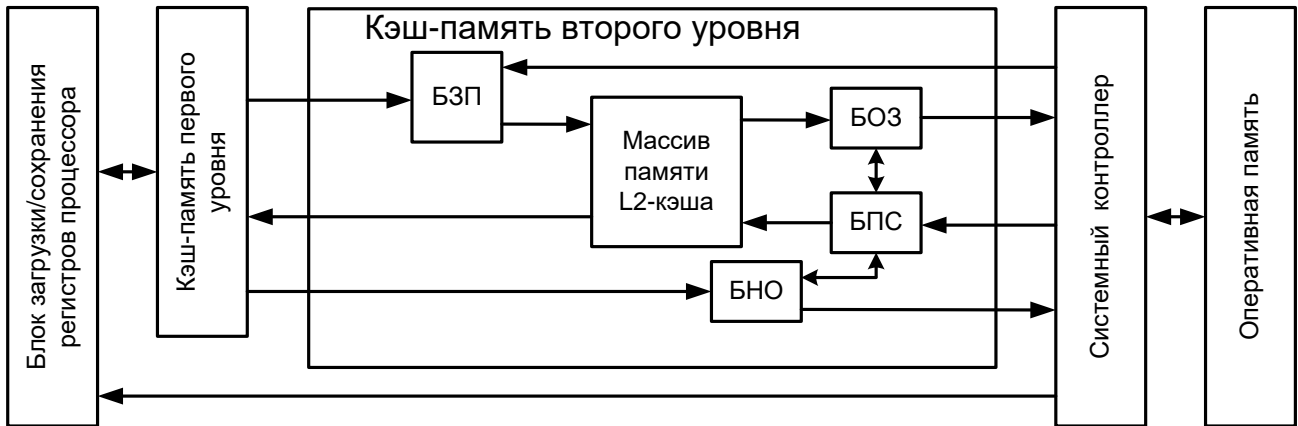 Блок загрузки/сохранения
регистров процессора
Кэш-память первого
уровня
Кэш-память второго уровня
БЗП
Массив
памяти
L2-кэша
БОЗ
БПС
БНО
Системный контроллер
Оперативная память